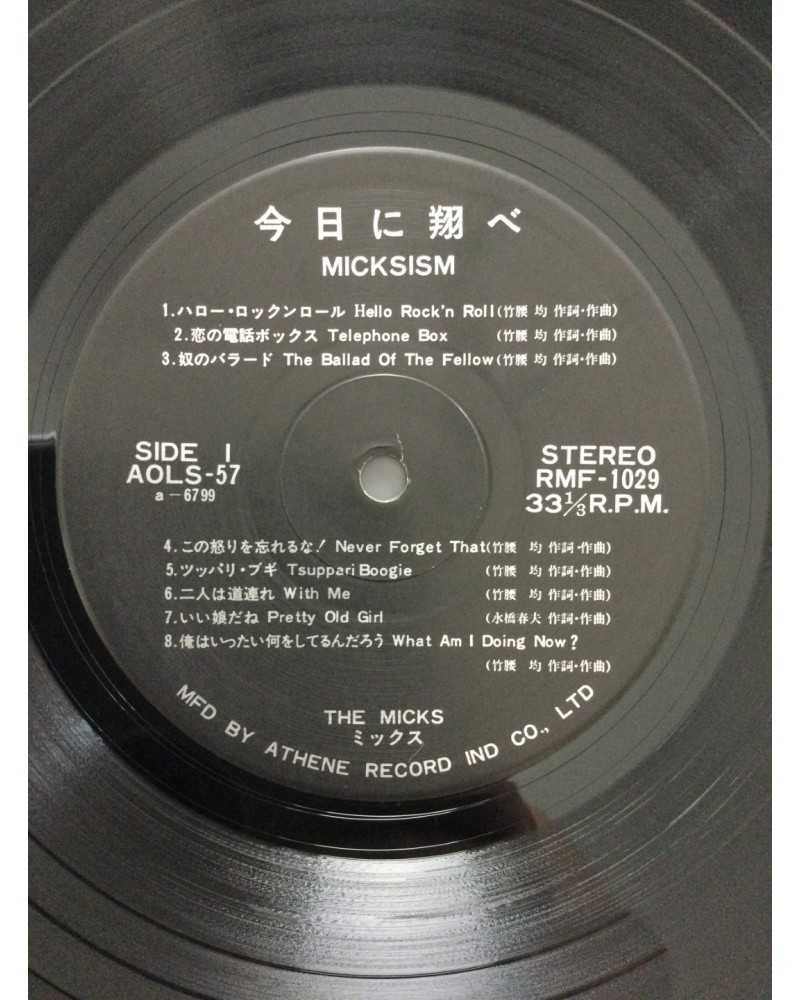 今日に翔べ
MICKSISM
1.ハロー・ロックンロール Hello Rock'n Roll(竹腰 均 作詞・作曲)
2.恋の電話ボックス Telephone Box (竹腰 均 作詞・作曲)
3.奴のバラード The Ballad Of The Fellow(竹腰 均 作詞・作曲)
SIDE I
AOLS-57
a-6799
STEREO
RMF-1029
33 1/3 R.P.M.
4.この怒りを忘れるな! Never Forget That(竹腰 均 作詞・作曲)
5.ツッパリ・ブギ Tsuppari Boogie (竹腰 均 作詞・作曲)
6.二人は道連れ With Me (竹腰 均 作詞・作曲)
7.いい娘だね Pretty Old Girl (永橋春夫 作詞・作曲)
8.俺はいったい何をしてるんだろう What Am I Doing Now?
(竹腰 均 作詞・作曲)
THE MICKS
ミックス
MFD BY ATHENE RECORD IND CO., LTD